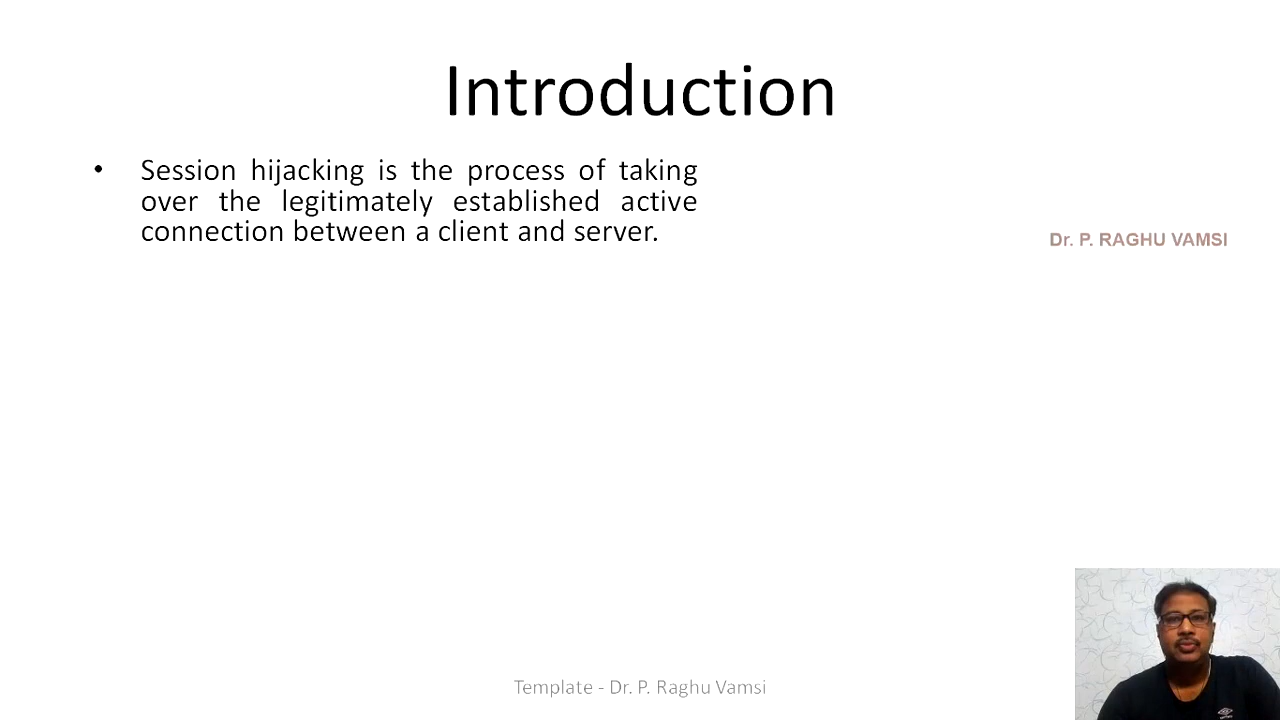 Introduction
• Session hijacking is the process of taking
over the legitimately established active
connection between a client and server.
Dr. P. RAGHU VAMSI
Template - Dr. P. Raghu Vamsi